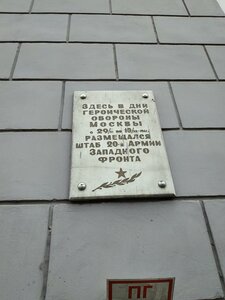 ЗДЕСЬ В ДНИ
ГЕРОИЧЕСКОЙ
ОБОРОНЫ
МОСКВЫ
РАЗМЕЩАЛСЯ
ШТАБ 20-й АРМИИ
ЗАПАДНОГО
ФРОНТА
ПГ